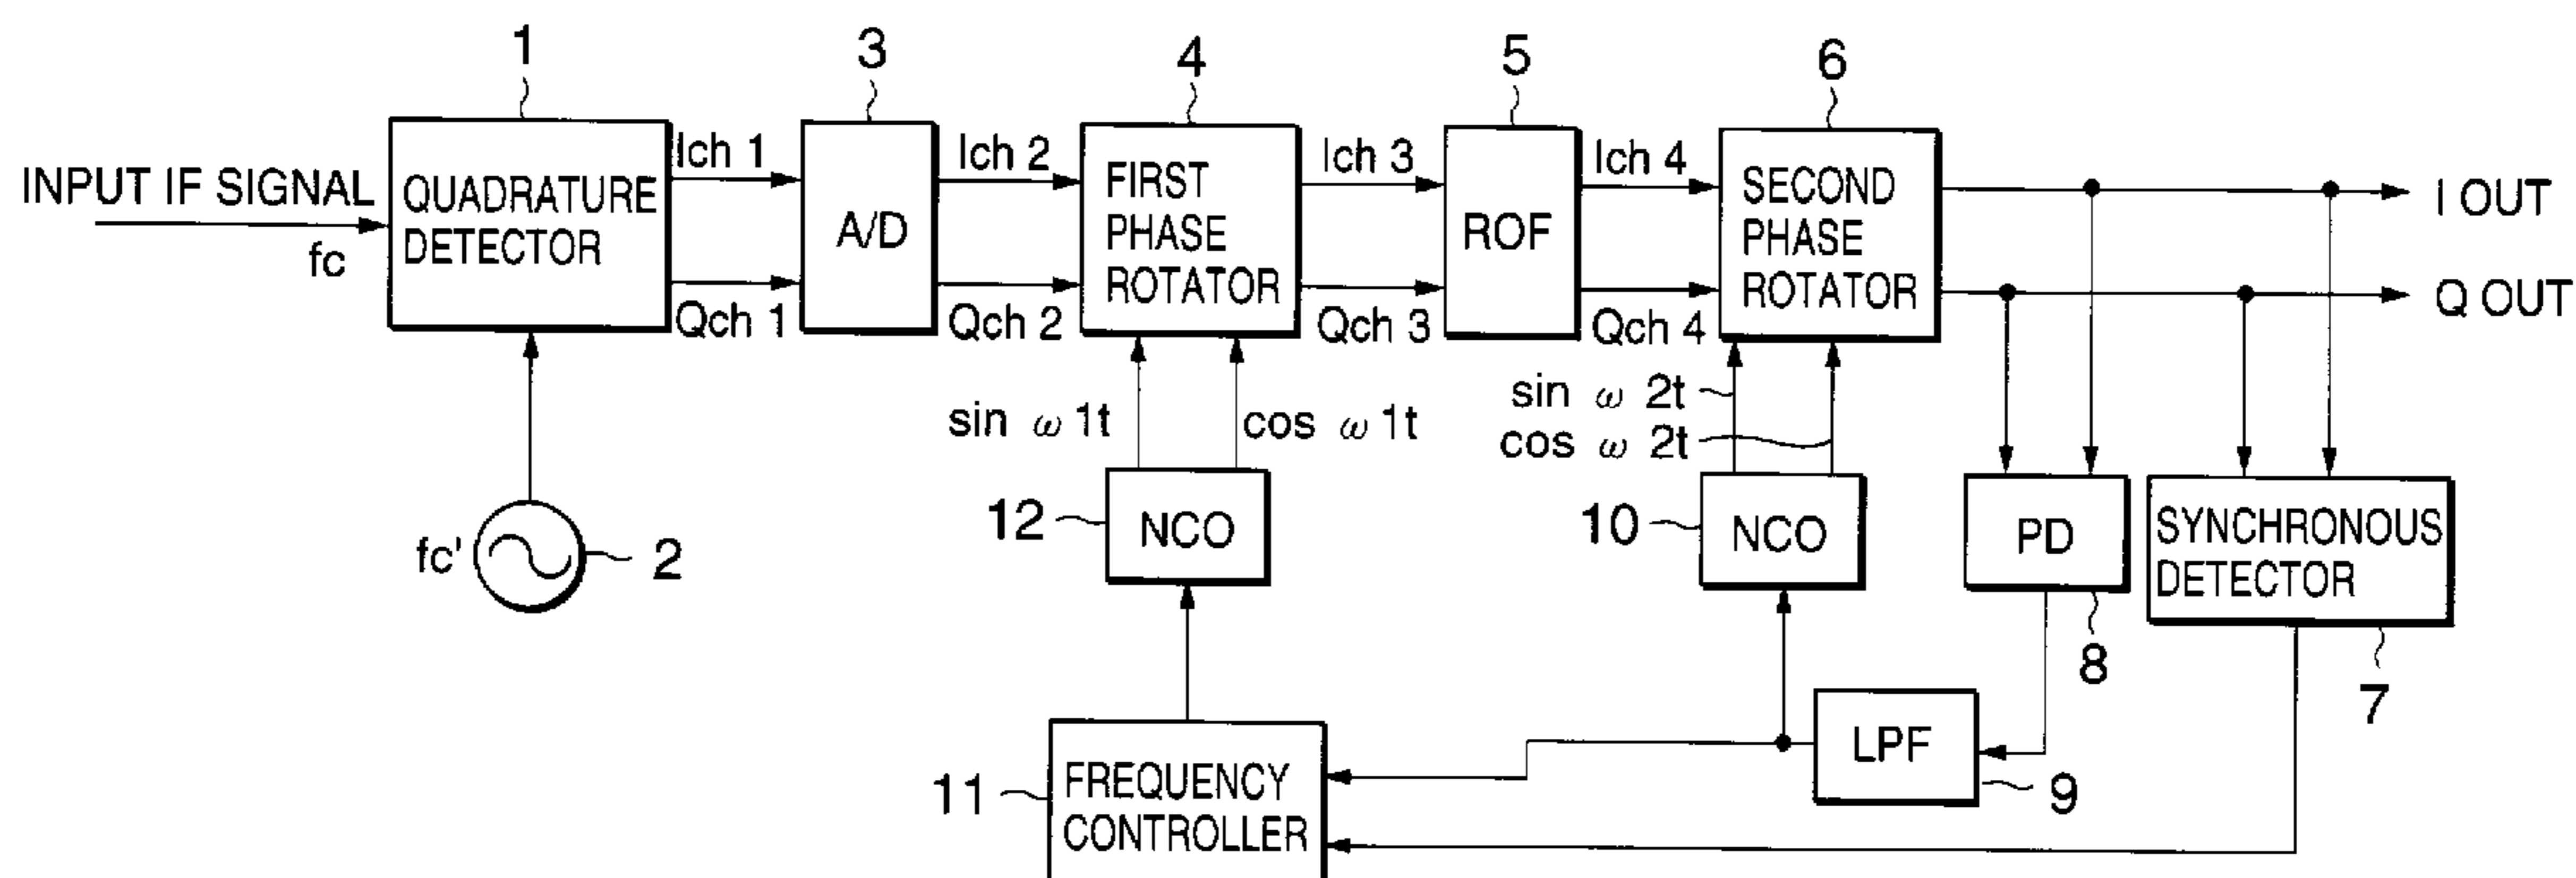 1
3
4
5
6
INPUT IF SIGNAL
fc
QUADRATURE
DETECTOR
Ich 1
Qch 1
A/D
Ich 2
Qch 2
FIRST
PHASE
ROTATOR
Ich 3
Qch 3
ROF
Ich 4
Qch 4
SECOND
PHASE
ROTATOR
I OUT
Q OUT
fc'
2
sin ω 1t
cos ω 1t
12
NCO
sin ω 2t
cos ω 2t
10
NCO
PD
8
SYNCHRONOUS
DETECTOR
7
11
FREQUENCY
CONTROLLER
LPF
9